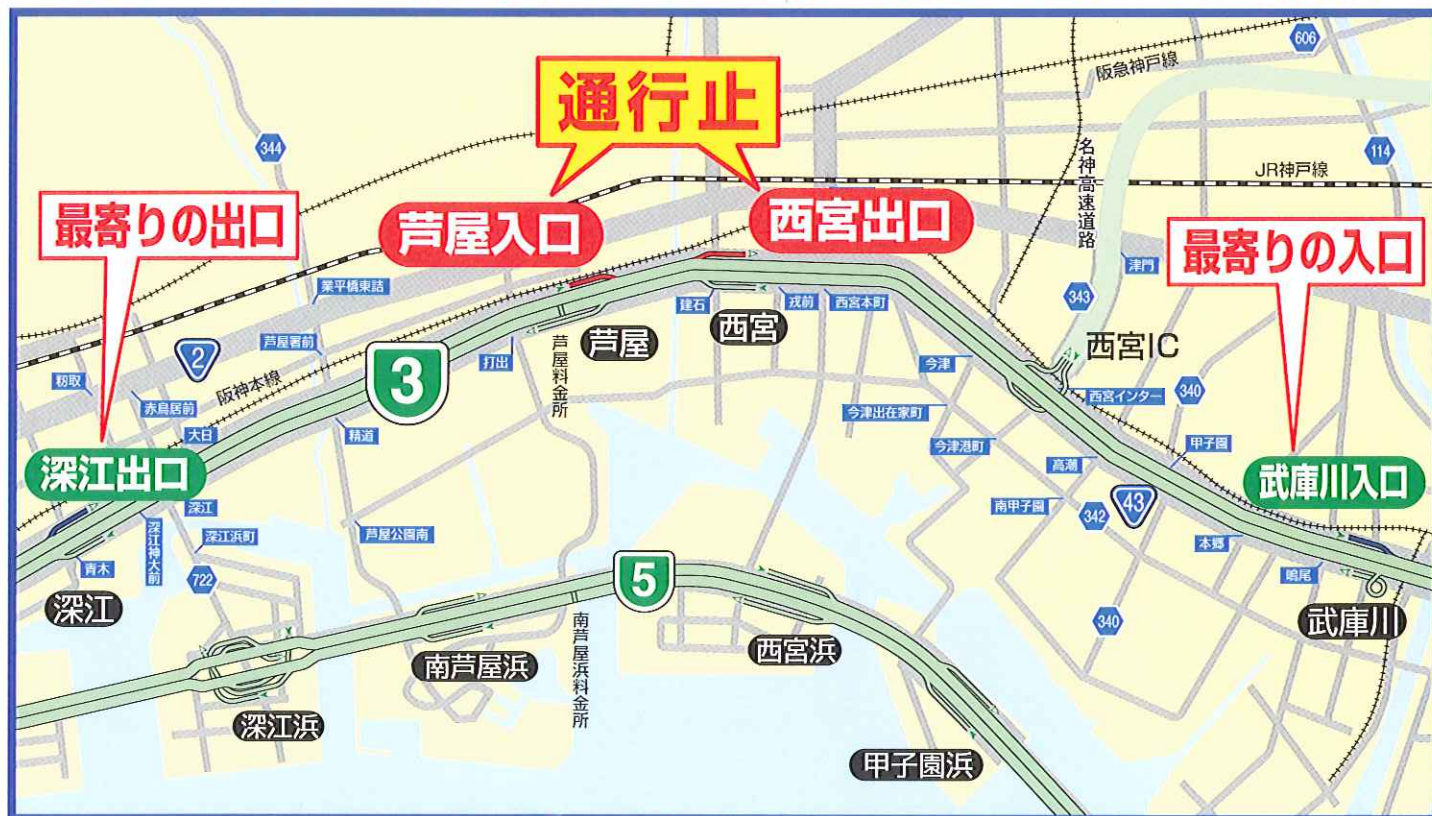 606
阪急神戸線
通行止
344
114
名神高速道路
JR神戸線
最寄りの出口
芦屋入口
西宮出口
最寄りの入口
津門
業平橋東詰
343
建石
戎前
西宮本町
西宮
芦屋署前
芦屋
西宮IC
2
打出
芦屋料金所
今津
阪神本線
3
籾取
赤鳥居前
西宮インター
340
今津出在家町
大日
精道
今津港町
甲子園
高潮
深江出口
武庫川入口
深江
南甲子園
342
43
深江神大前
深江浜町
芦屋公園南
本郷
青木
722
5
鳴尾
深江
武庫川
340
南芦屋浜
南芦屋浜料金所
西宮浜
深江浜
甲子園浜